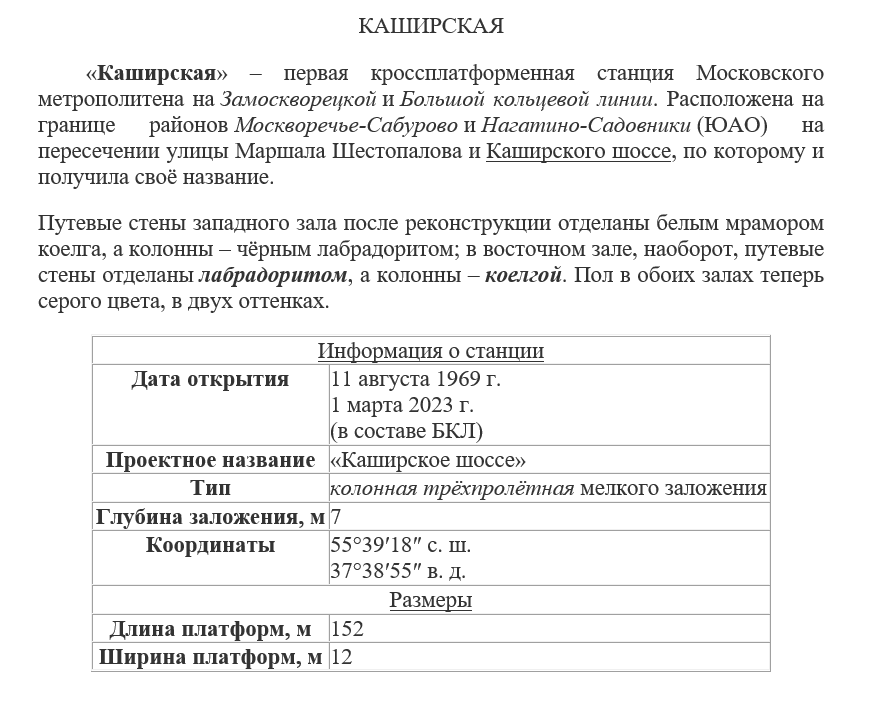 КАШИРСКАЯ
«Каширская» – первая кроссплатформенная станция Московского
метрополитена на Замоскворецкой и Большой кольцевой линии. Расположена на
границе районов Москворечье-Сабурово и Нагатино-Садовники (ЮАО) на
пересечении улицы Маршала Шестопалова и Каширского шоссе, по которому и
получила своё название.
Путевые стены западного зала после реконструкции отделаны белым мрамором
коелга, а колонны – чёрным лабрадоритом; в восточном зале, наоборот, путевые
стены отделаны лабрадоритом, а колонны – коелгой. Пол в обоих залах теперь
серого цвета, в двух оттенках.
Информация о станции
Дата открытия 11 августа 1969 г.
1 марта 2023 г.
(в составе БКЛ)
Проектное название «Каширское шоссе»
Тип колонная трёхпролётная мелкого заложения
Глубина заложения, м 7
Координаты 55°39′18″ с. ш.
37°38′55″ в. д.
Размеры
Длина платформ, м 152
Ширина платформ, м 12